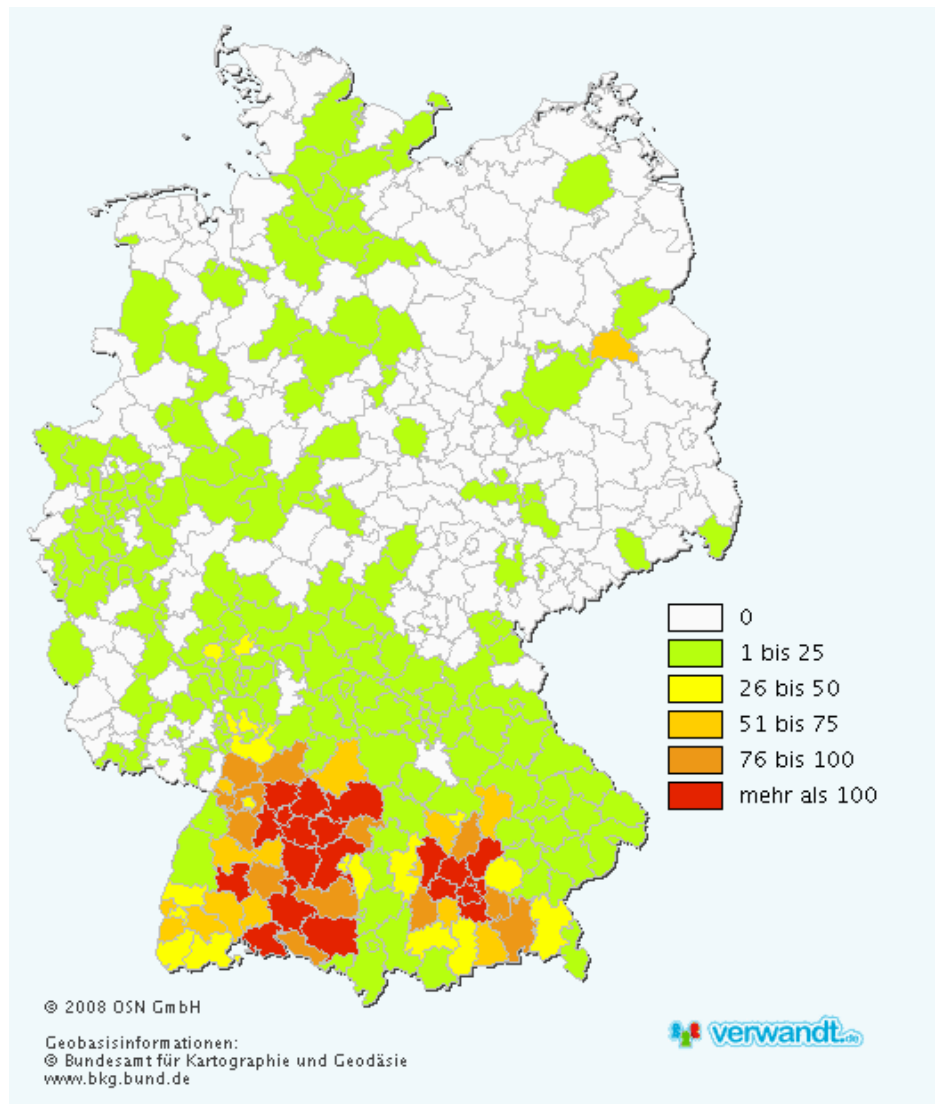 0
1 bis 25
26 bis 50
51 bis 75
76 bis 100
mehr als 100
© 2008 OSN GmbH
Geobasisinformationen:
© Bundesamt für Kartographie und Geodäsie
www.bkg.bund.de
verwandt.de